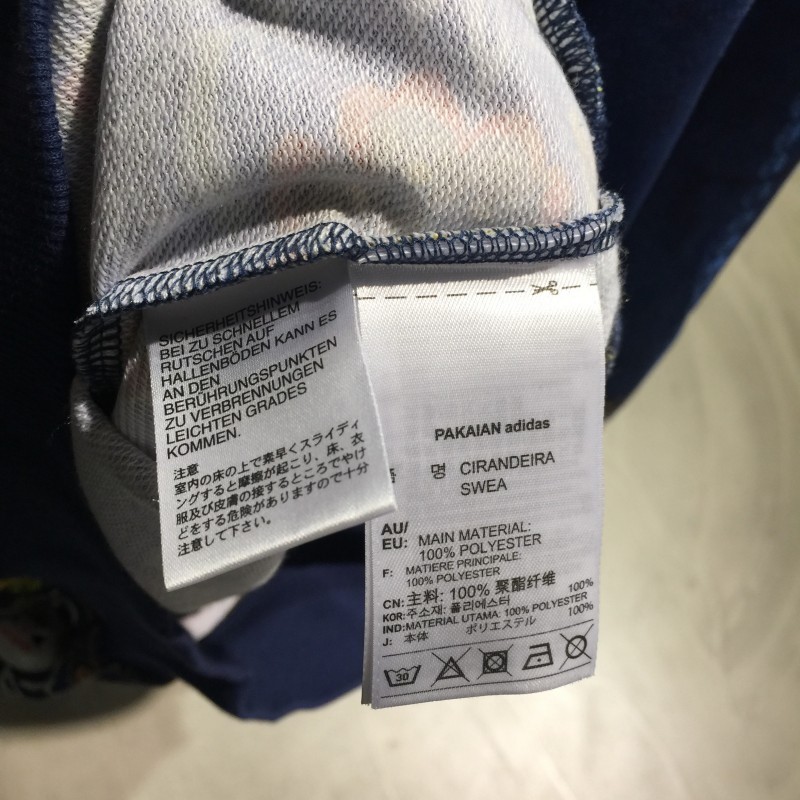 SICHERHEITSHINWEIS:
BEI ZU SCHNELLEM
RUTSCHEN AUF
HALLENBÖDEN KANN ES
AN DEN
BERÜHRUNGSPUNKTEN
ZU VERBRENNUNGEN
LEICHTEN GRADES
KOMMEN.
注意
室内の床の上で素早くスライディ
ングすると摩擦が起こり、床、衣
服及び皮膚の接するところでやけ
どをする危険がありますので十分
注意して下さい。
PAKAIAN adidas
명 CIRANDEIRA
SWEA
AU/
EU: MAIN MATERIAL:
100% POLYESTER
F: MATIERE PRINCIPALE:
100% POLYESTER
CN: 主料: 100% 聚酯纤维
KOR: 주소재: 폴리에스터 100%
IND: MATERIAL UTAMA: 100% POLYESTER
J: 本体 ポリエステル 100%
30